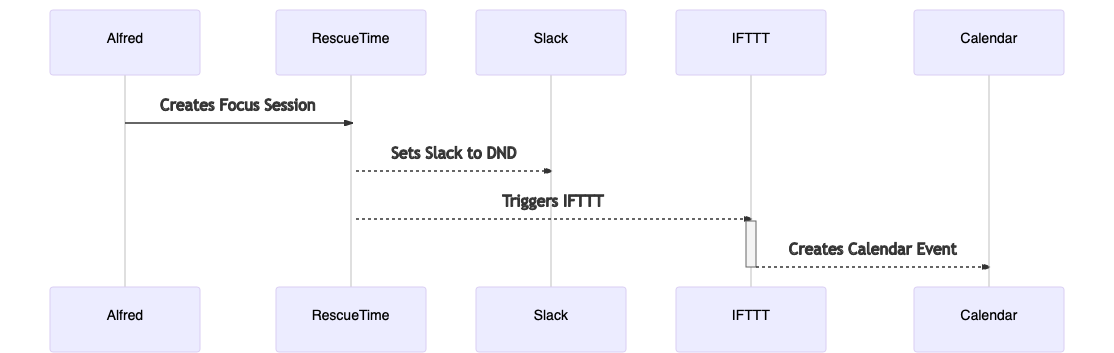 Alfred
RescueTime
Slack
IFTTT
Calendar
Creates Focus Session
Sets Slack to DND
Triggers IFTTT
Creates Calendar Event
Alfred
RescueTime
Slack
IFTTT
Calendar